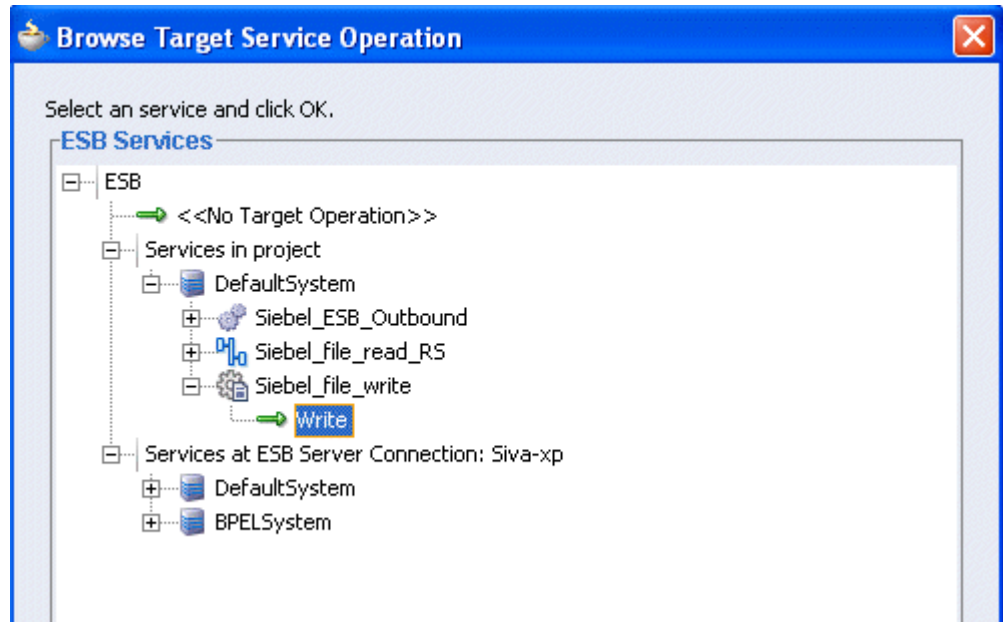 Browse Target Service Operation
Select an service and click OK.
ESB Services
ESB
<<No Target Operation>>
Services in project
DefaultSystem
Siebel_ESB_Outbound
Siebel_file_read_RS
Siebel_file_write
Write
Services at ESB Server Connection: Siva-xp
DefaultSystem
BPELSystem